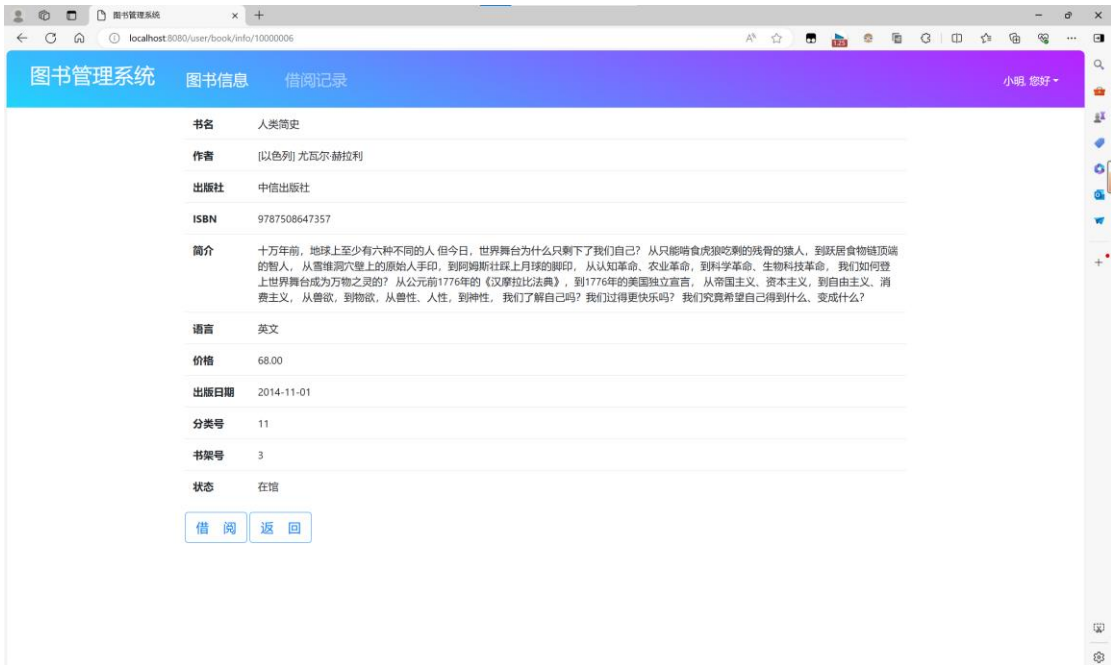 图书管理系统
localhost:8080/user/book/info/10000006
123
图书管理系统 图书信息 借阅记录 小明, 您好
书名 人类简史
作者 [以色列] 尤瓦尔·赫拉利
出版社 中信出版社
ISBN 9787508647357
简介 十万年前，地球上至少有六种不同的人 但今日，世界舞台为什么只剩下了我们自己？ 从只能啃食虎狼吃剩的残骨的猿人，到跃居食物链顶端
的智人， 从雪维洞穴壁上的原始人手印，到阿姆斯壮踩上月球的脚印， 从认知革命、农业革命，到科学革命、生物科技革命， 我们如何登
上世界舞台成为万物之灵的？ 从公元前1776年的《汉摩拉比法典》，到1776年的美国独立宣言， 从帝国主义、资本主义，到自由主义、消
费主义， 从兽欲，到物欲，从兽性、人性，到神性， 我们了解自己吗？我们过得更快乐吗？ 我们究竟希望自己得到什么、变成什么？
语言 英文
价格 68.00
出版日期 2014-11-01
分类号 11
书架号 3
状态 在馆
借 阅 返 回